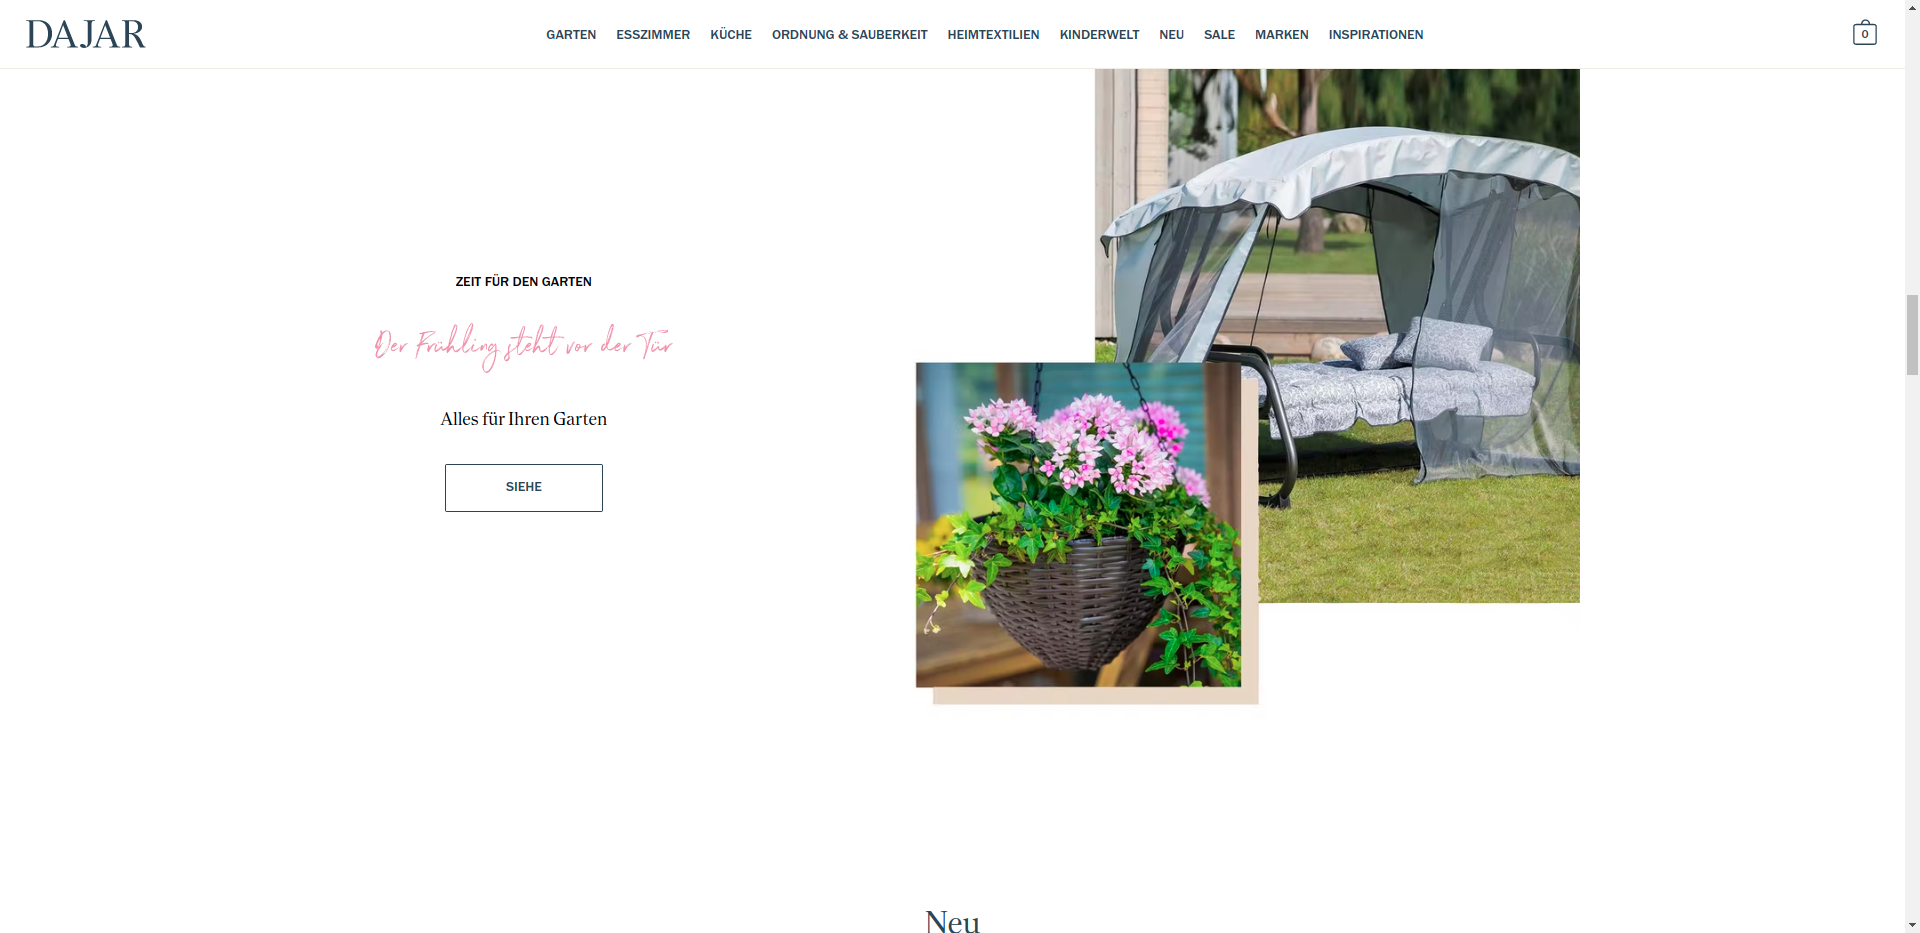 DAJAR
GARTEN ESSZIMMER KÜCHE ORDNUNG & SAUBERKEIT HEIMTEXTILIEN KINDERWELT NEU SALE MARKEN INSPIRATIONEN
0
ZEIT FÜR DEN GARTEN
Der Frühling steht vor der Tür
Alles für Ihren Garten
SIEHE
Neu